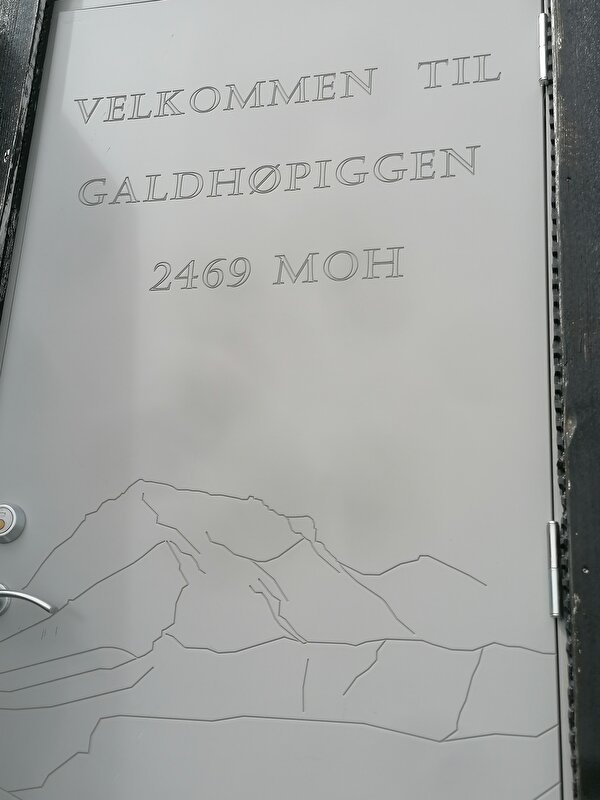 VELKOMMEN TIL
GALDHØPIGGEN
2469 MOH